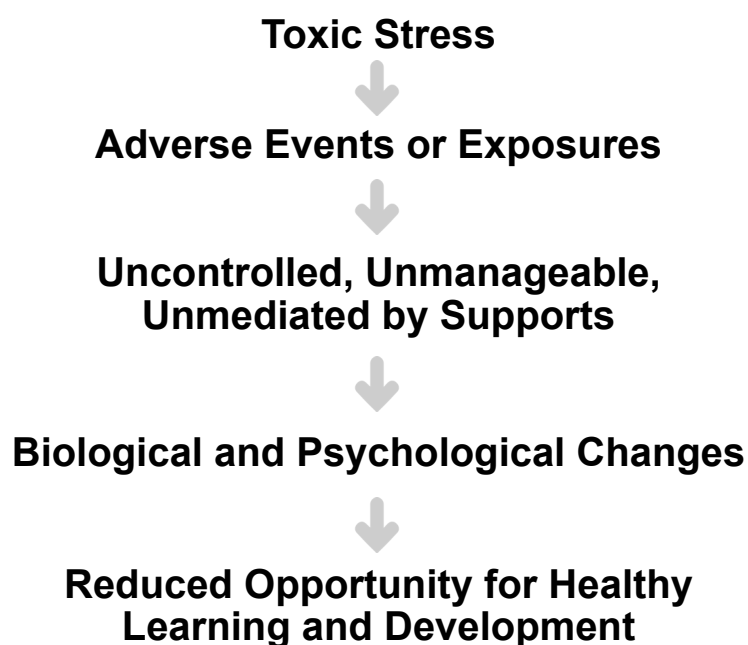 Toxic Stress
Adverse Events or Exposures
Uncontrolled, Unmanageable,
Unmediated by Supports
Biological and Psychological Changes
Reduced Opportunity for Healthy
Learning and Development